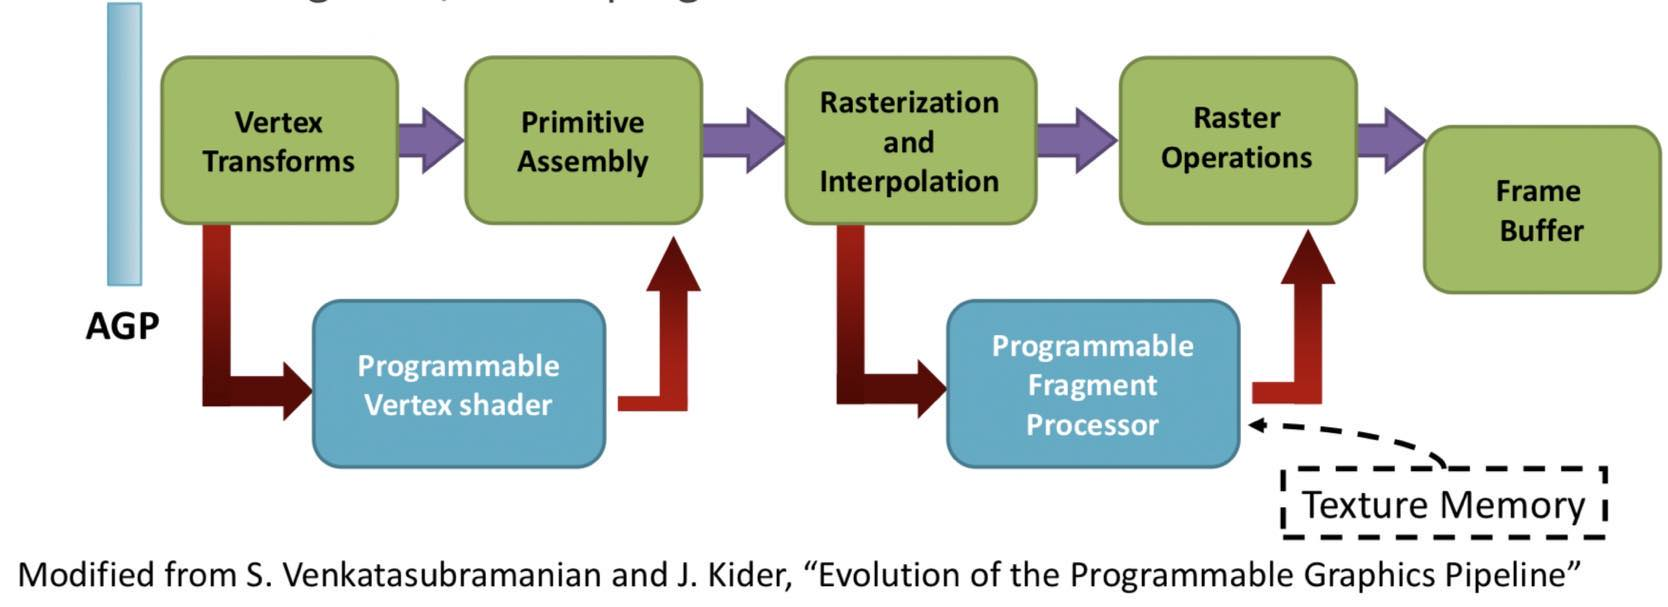 Vertex
Transforms
Primitive
Assembly
Rasterization
and
Interpolation
Raster
Operations
Frame
Buffer
AGP
Programmable
Vertex shader
Programmable
Fragment
Processor
Texture Memory
Modified from S. Venkatasubramanian and J. Kider, “Evolution of the Programmable Graphics Pipeline”